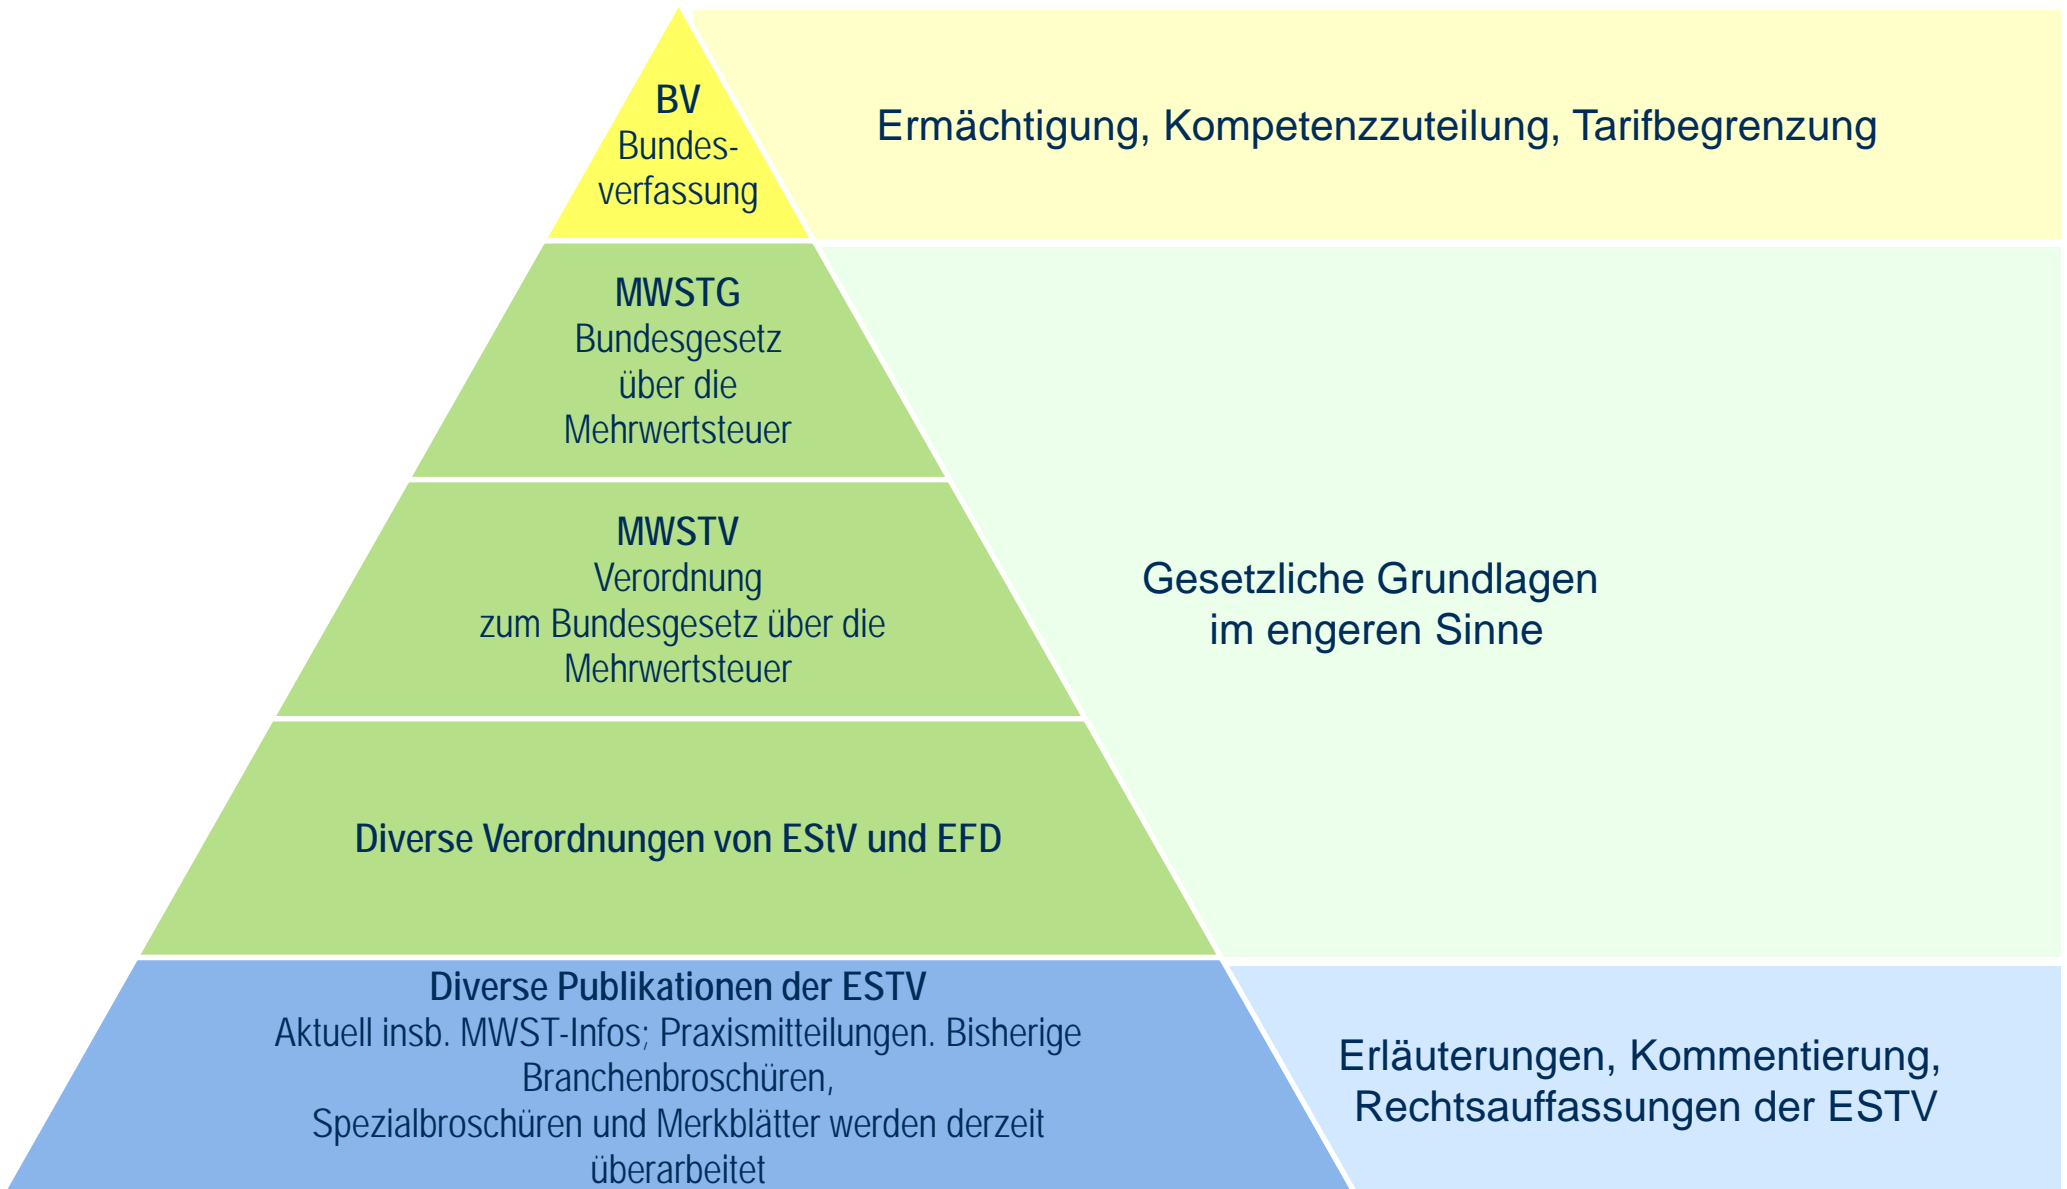 BV
Bundes-
verfassung
Ermächtigung, Kompetenzzuteilung, Tarifbegrenzung
MWSTG
Bundesgesetz
über die
Mehrwertsteuer
MWSTV
Verordnung
zum Bundesgesetz über die
Mehrwertsteuer
Gesetzliche Grundlagen
im engeren Sinne
Diverse Verordnungen von EStV und EFD
Diverse Publikationen der ESTV
Aktuell insb. MWST-Infos; Praxismitteilungen. Bisherige
Branchenbroschüren,
Spezialbroschüren und Merkblätter werden derzeit
überarbeitet
Erläuterungen, Kommentierung,
Rechtsauffassungen der ESTV